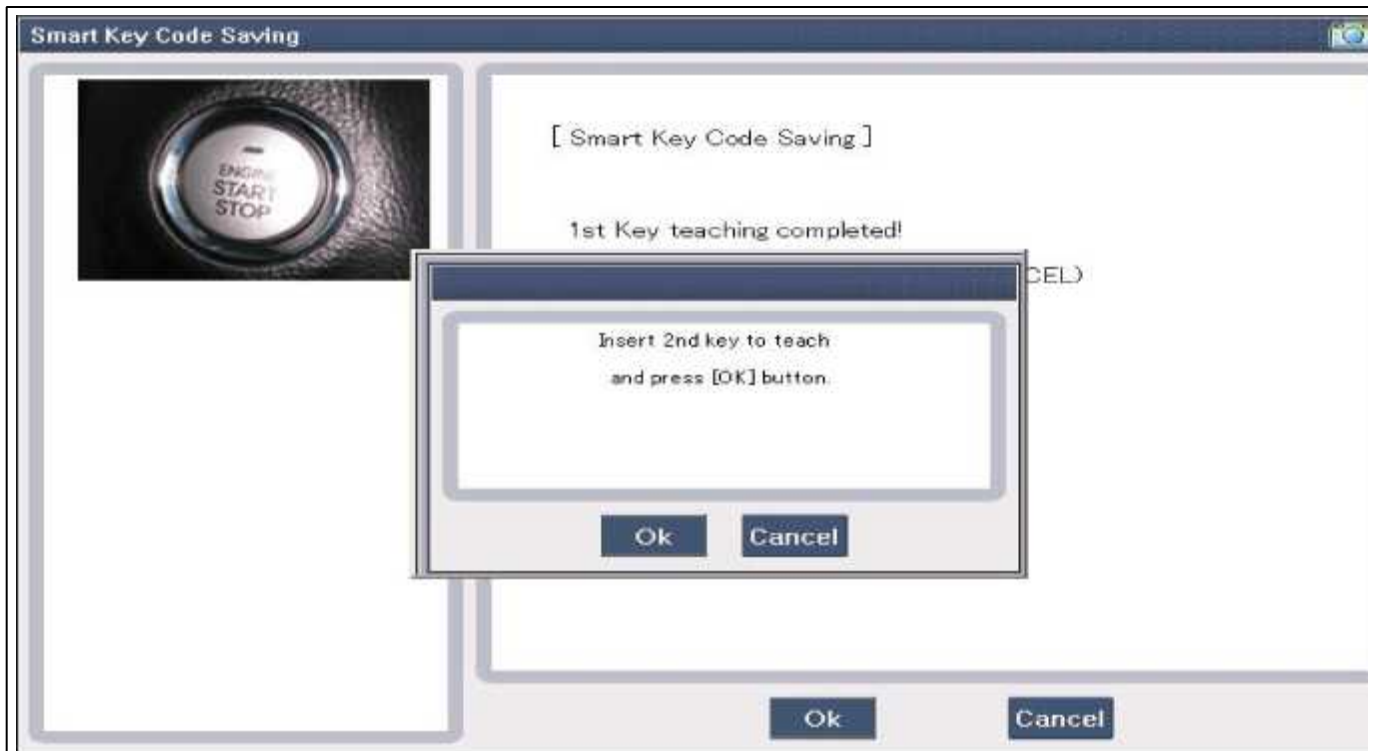 Smart Key Code Saving
ENGINE
START
STOP
[ Smart Key Code Saving ]
1st Key teaching completed!
CEL)
Insert 2nd key to teach
and press [OK] button.
Ok
Cancel
Ok
Cancel